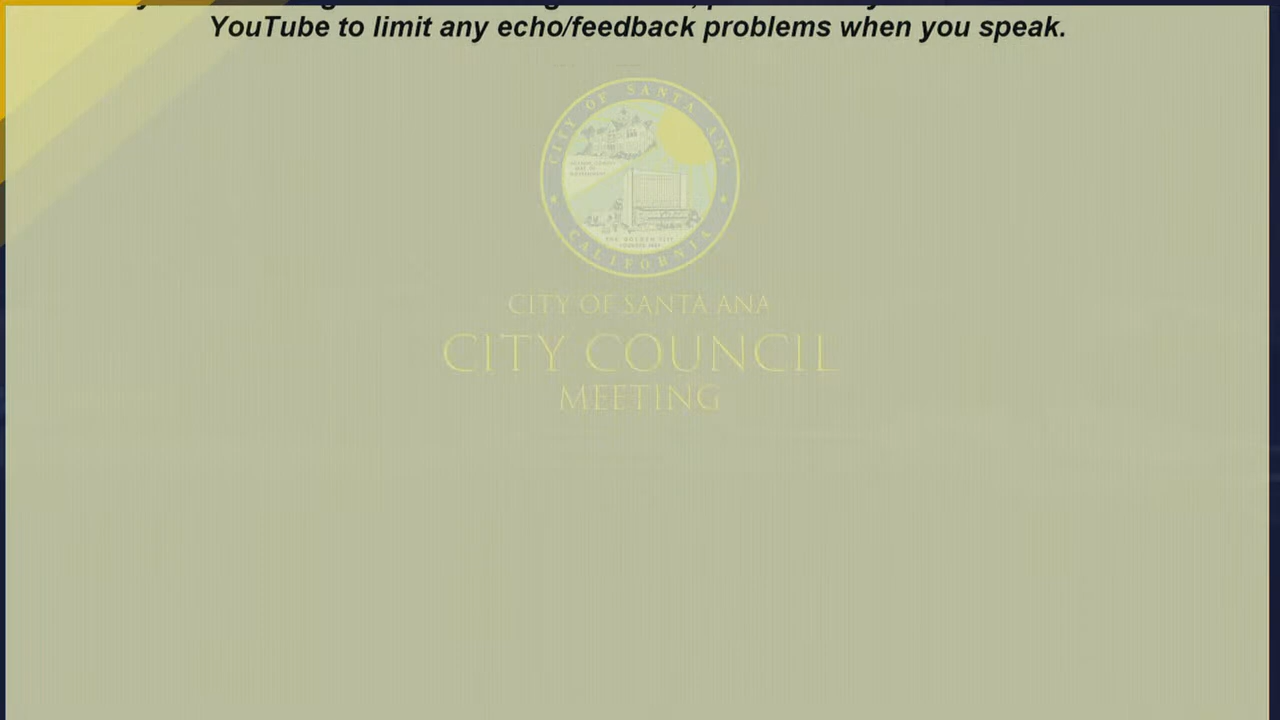 YouTube to limit any echo/feedback problems when you speak.
CITY OF SANTA ANA
CALIFORNIA
CITY OF SANTA ANA
CITY COUNCIL
MEETING